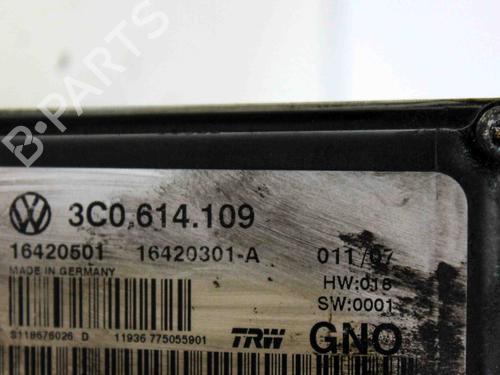 B-PARTS
3C0.614.109
16420501 16420301-A 011/07
MADE IN GERMANY
HW:018
SW:0001
S118676026 D 11936 775055901
TRW GNO